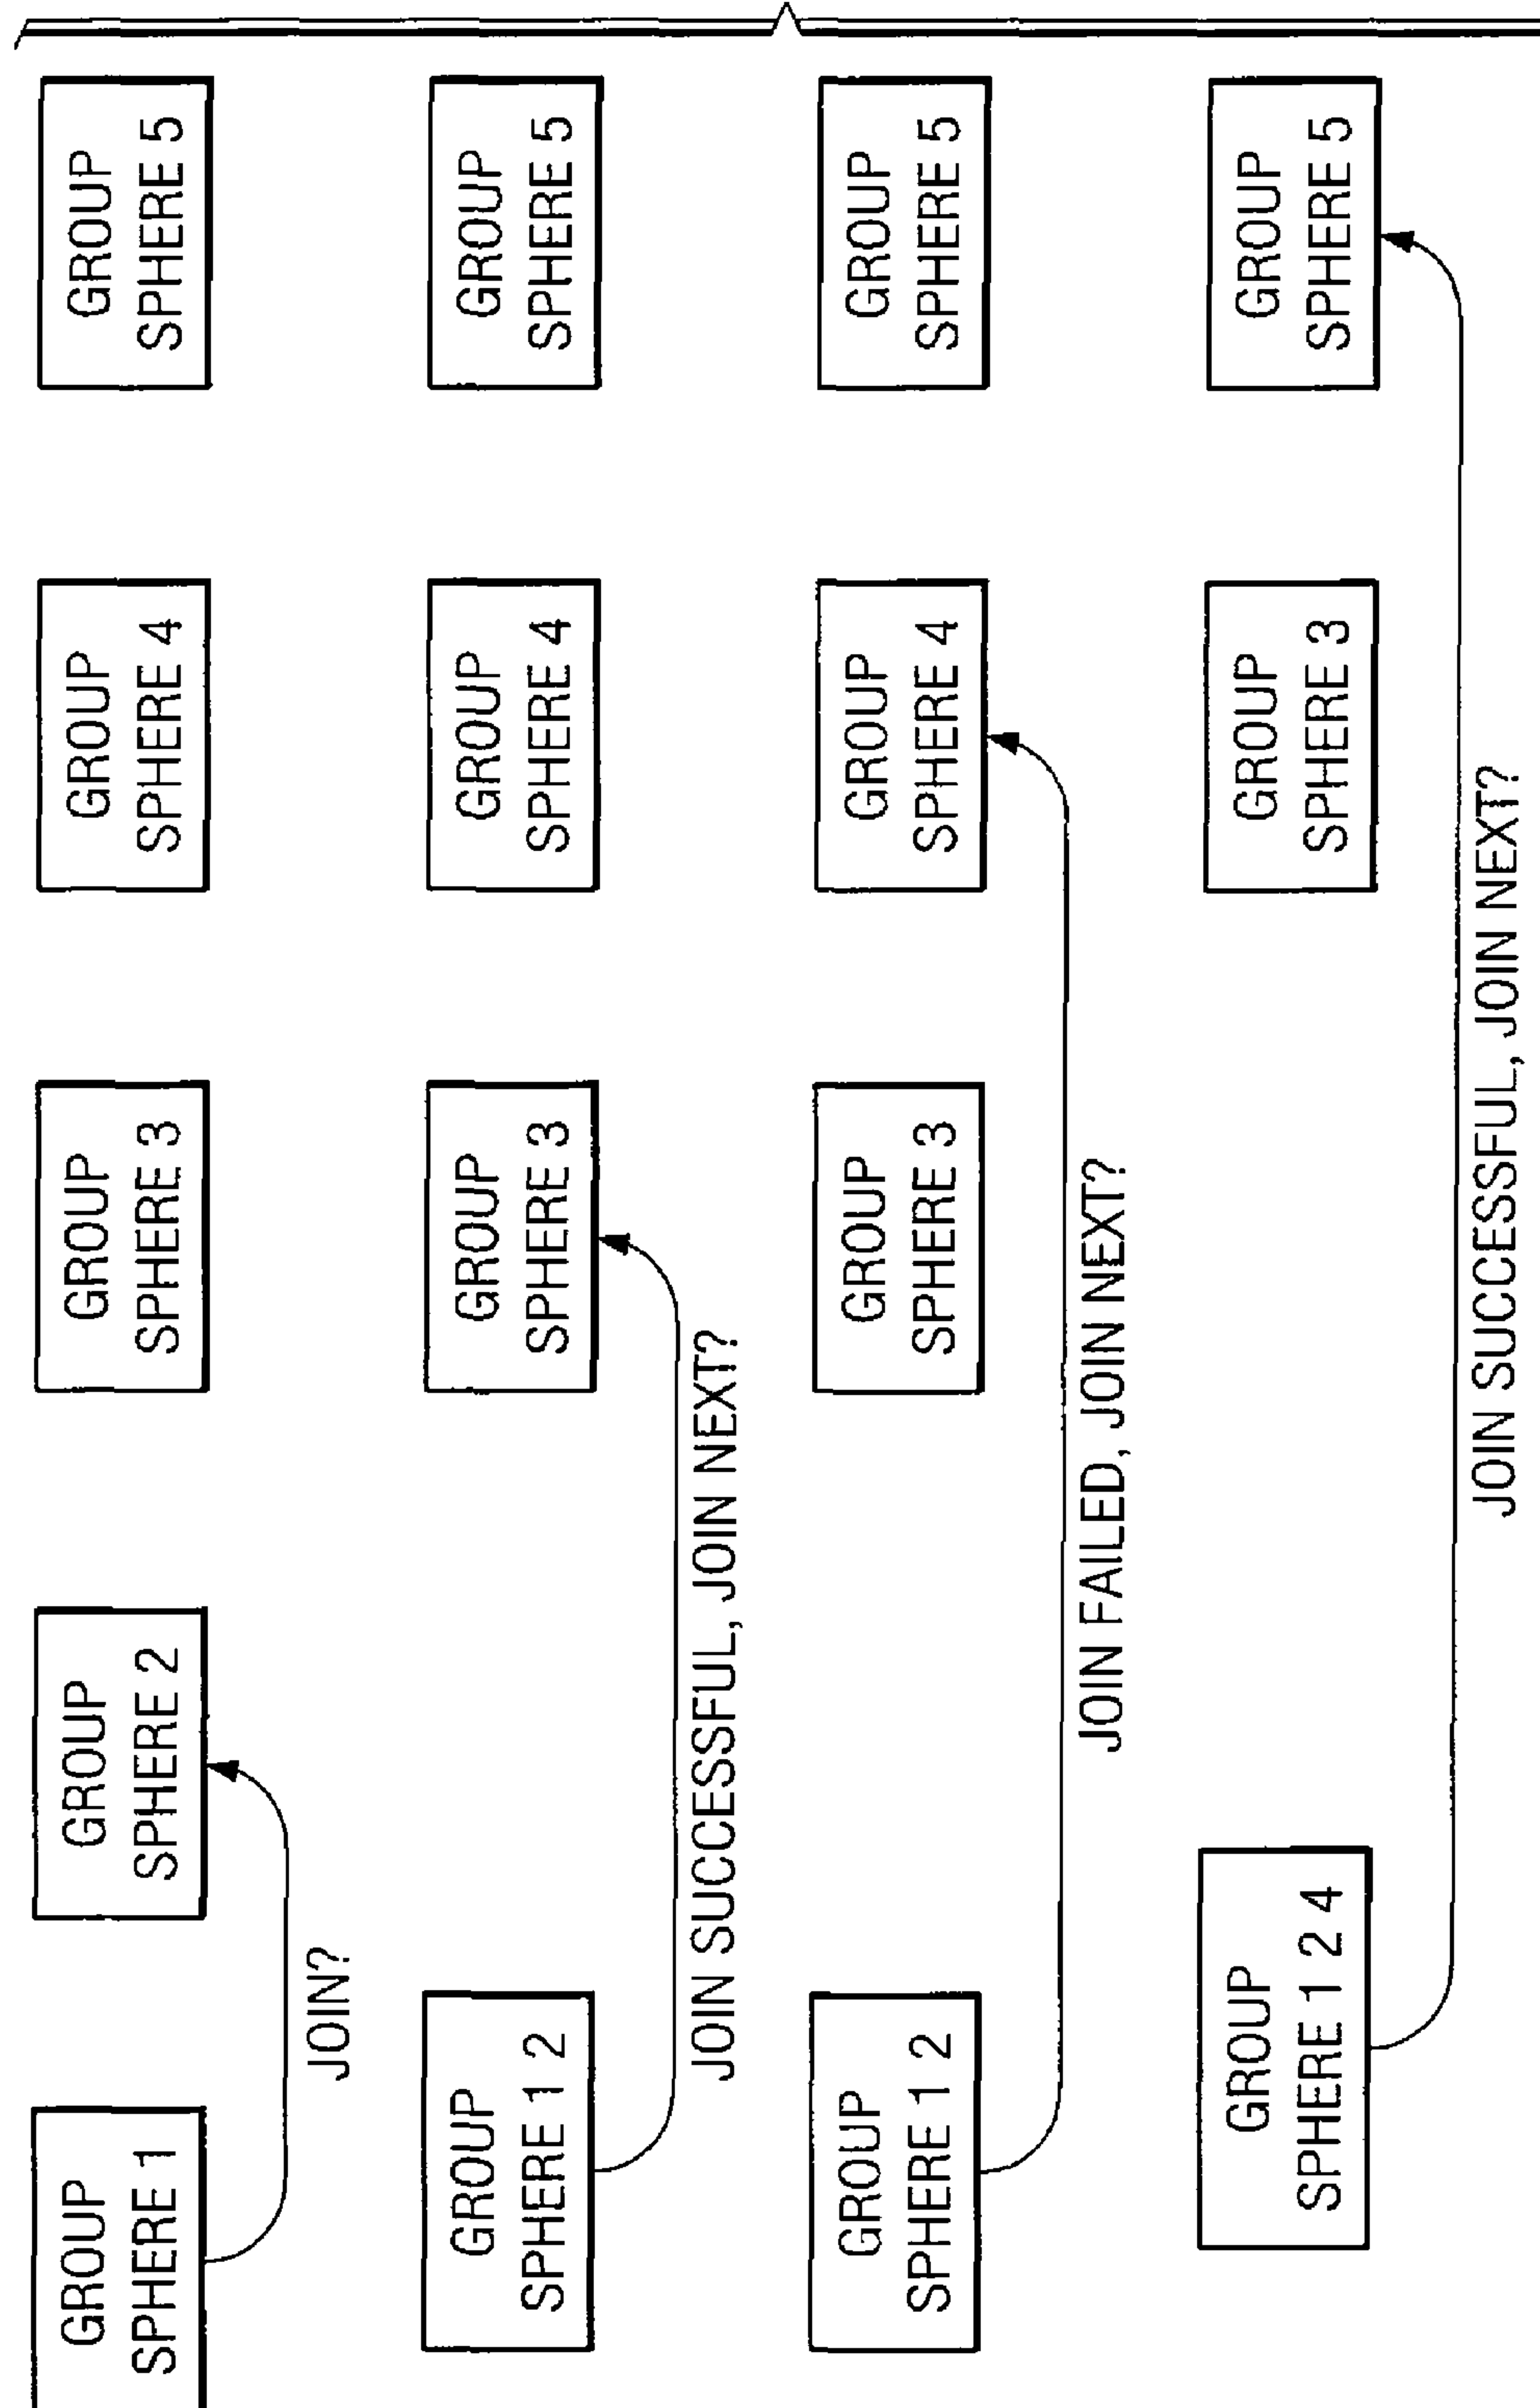 GROUP
SPHERE 1
GROUP
SPHERE 2
GROUP
SPHERE 3
GROUP
SPHERE 4
GROUP
SPHERE 5
JOIN?
GROUP
SPHERE 1 2
GROUP
SPHERE 3
GROUP
SPHERE 4
GROUP
SPHERE 5
JOIN SUCCESSFUL, JOIN NEXT?
GROUP
SPHERE 1 2
GROUP
SPHERE 3
GROUP
SPHERE 4
GROUP
SPHERE 5
JOIN FAILED, JOIN NEXT?
GROUP
SPHERE 1 2 4
GROUP
SPHERE 3
GROUP
SPHERE 5
JOIN SUCCESSFUL, JOIN NEXT?